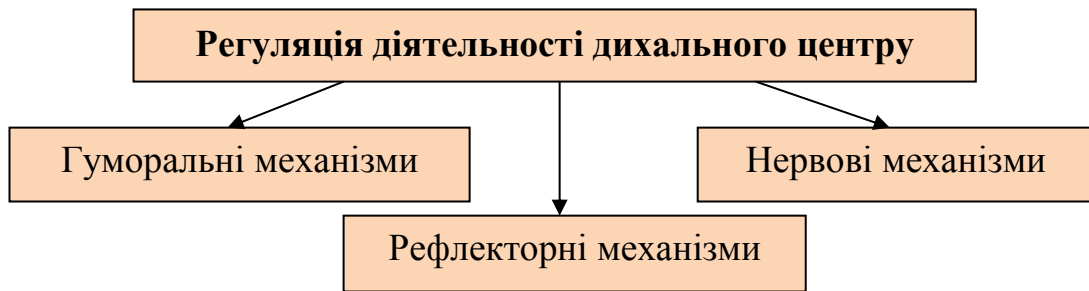 Регуляція діятельності дихального центру
Гуморальні механізми
Нервові механізми
Рефлекторні механізми